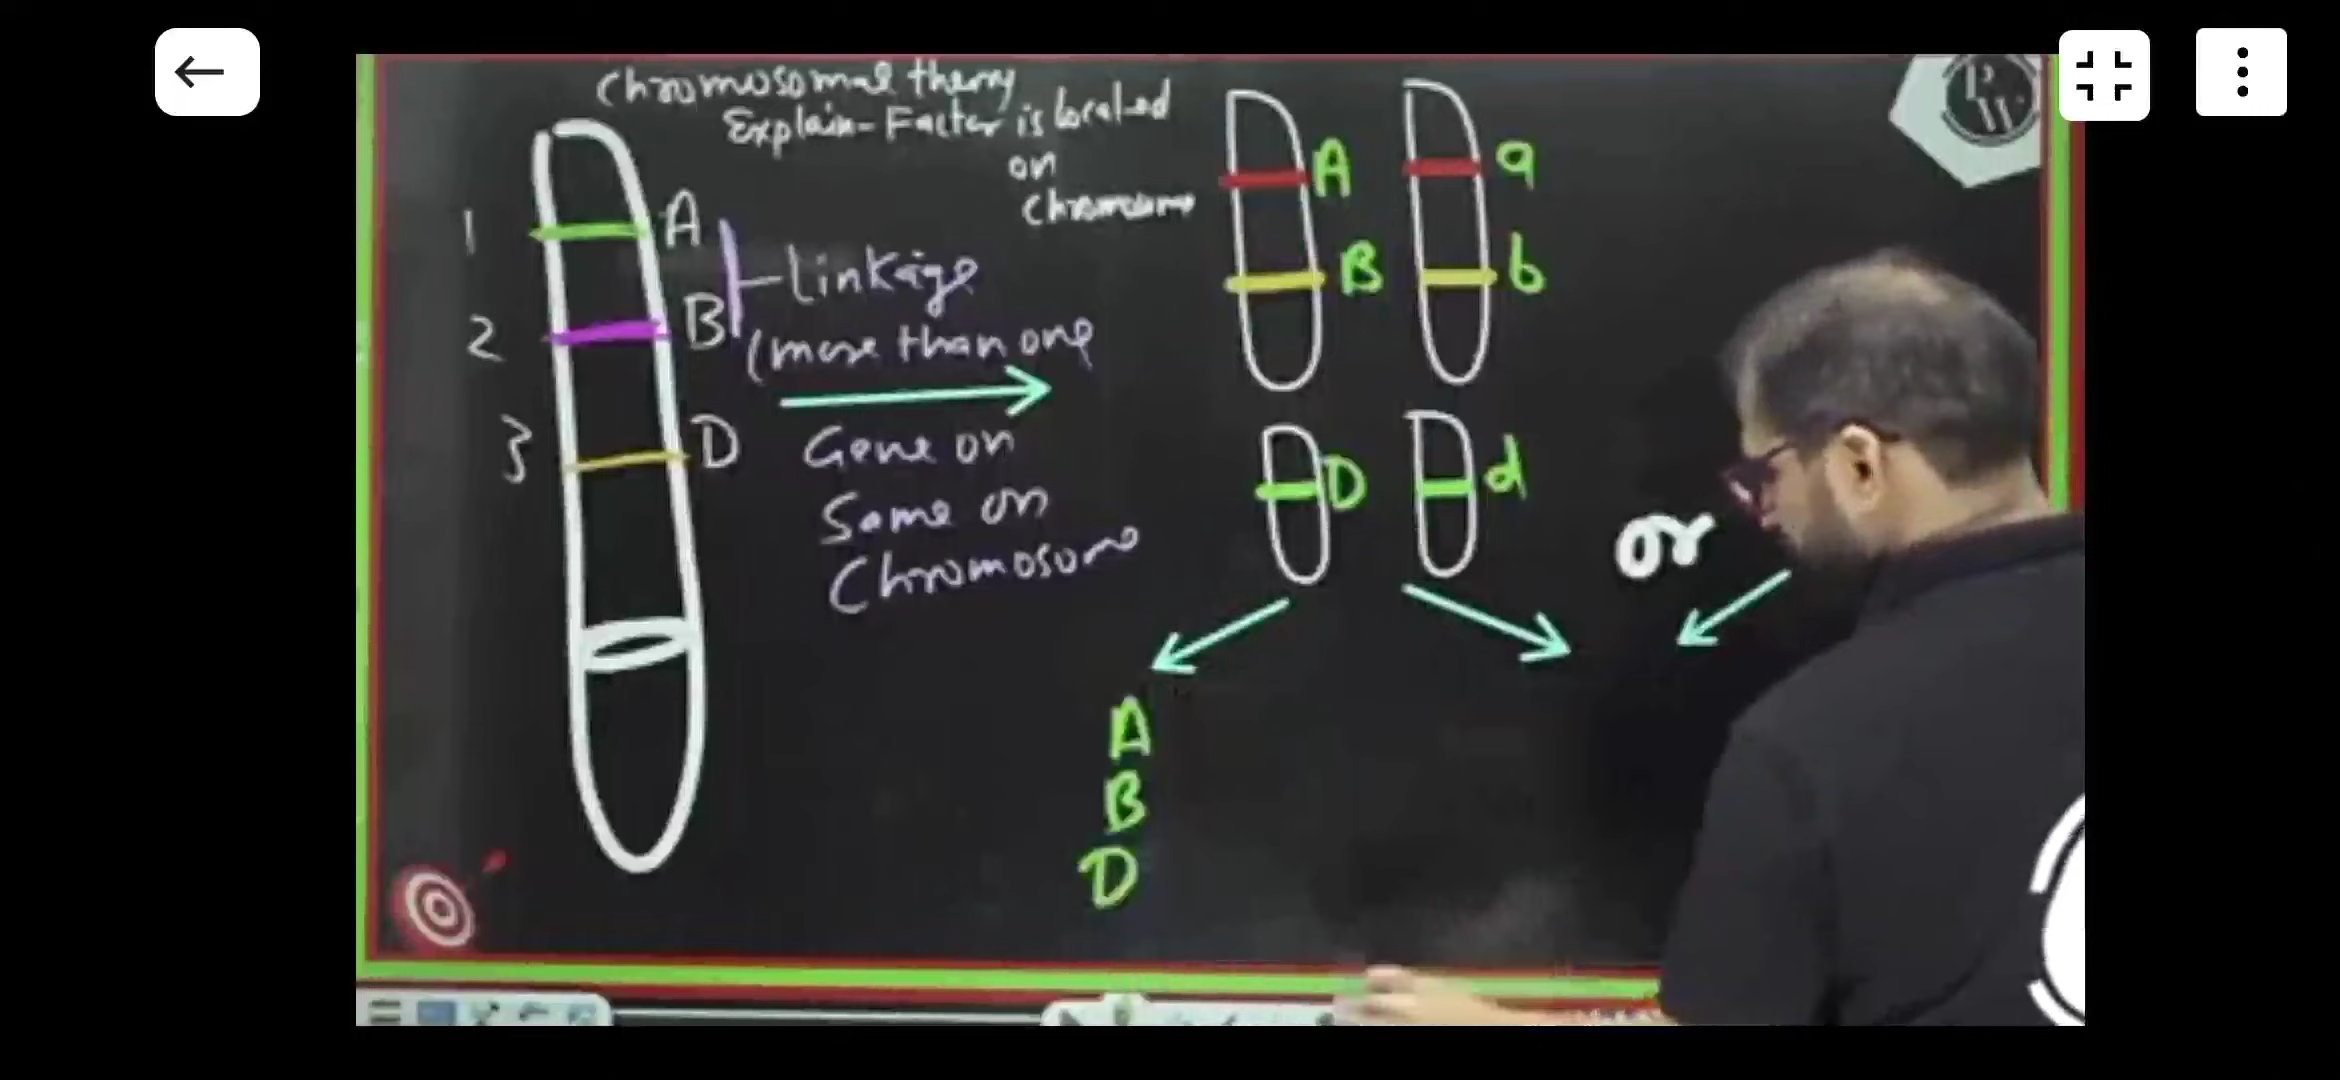 Chromosomal theory
Explain - Factor is located
on
Chromosome
1 A
2 B
3 D
Linkage
(more than one
Gene on
Same on
Chromosome
A a
B b
D d
or
A
B
D
PW